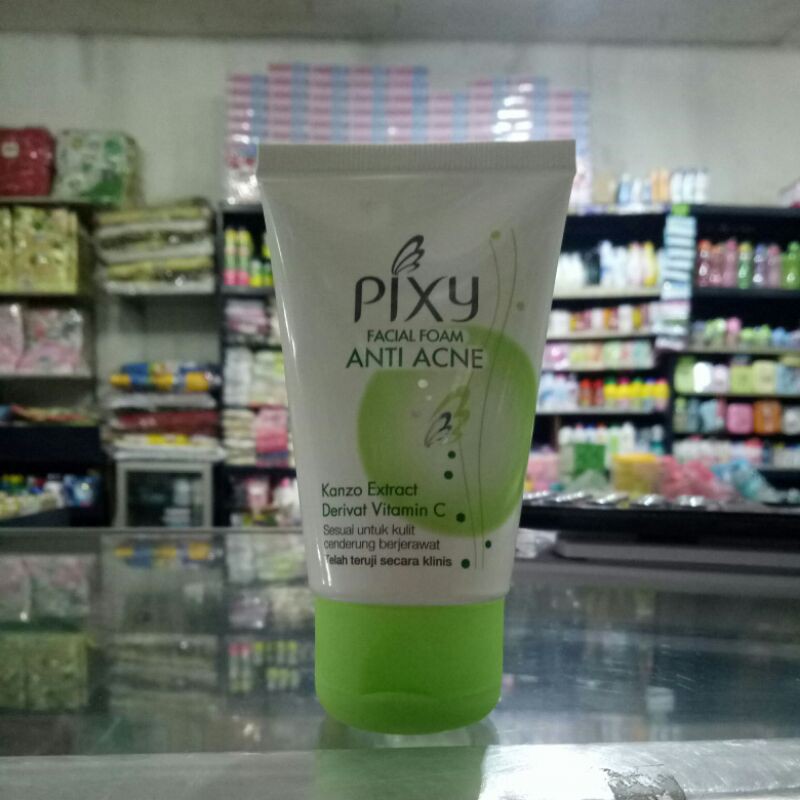 PIXY
FACIAL FOAM
ANTI ACNE
Kanzo Extract
Derivat Vitamin C
Sesuai untuk kulit
cenderung berjerawat
Telah teruji secara klinis